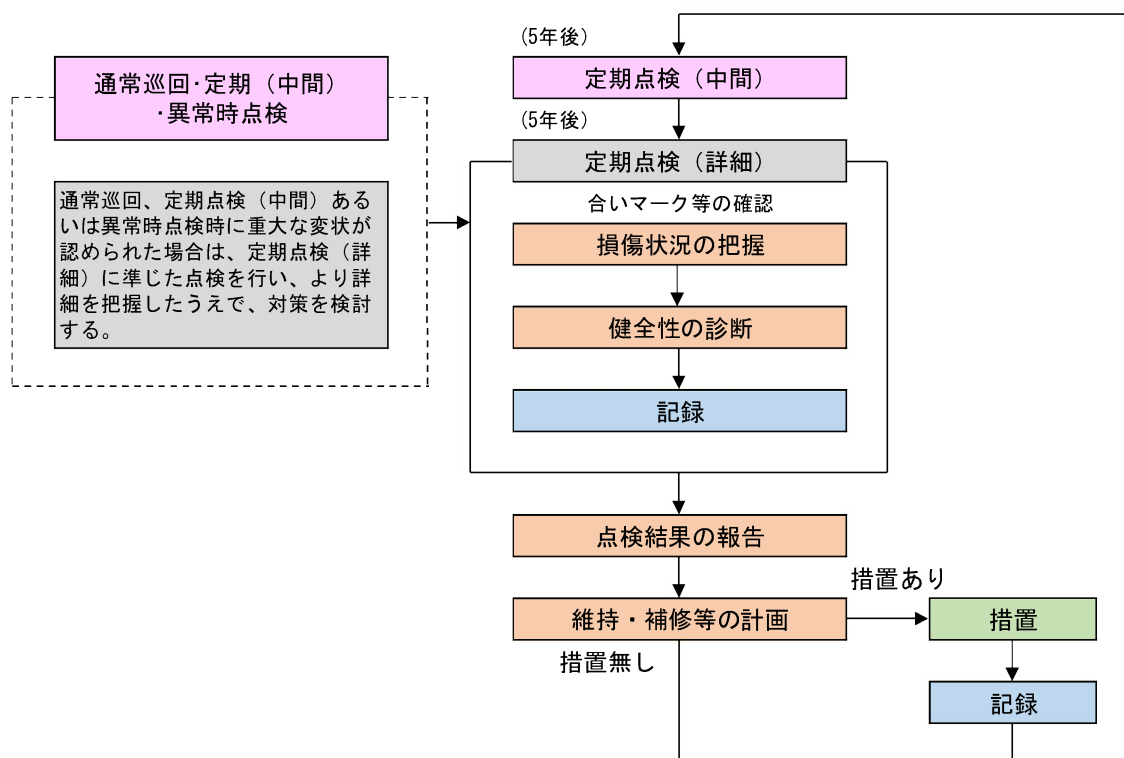 通常巡回・定期（中間）
・異常時点検
通常巡回、定期点検（中間）ある
いは異常時点検時に重大な変状が
認められた場合は、定期点検（詳
細）に準じた点検を行い、より詳
細を把握したうえで、対策を検討
する。
(5年後)
定期点検（中間）
(5年後)
定期点検（詳細）
合いマーク等の確認
損傷状況の把握
健全性の診断
記録
点検結果の報告
維持・補修等の計画
措置あり
措置無し
措置
記録